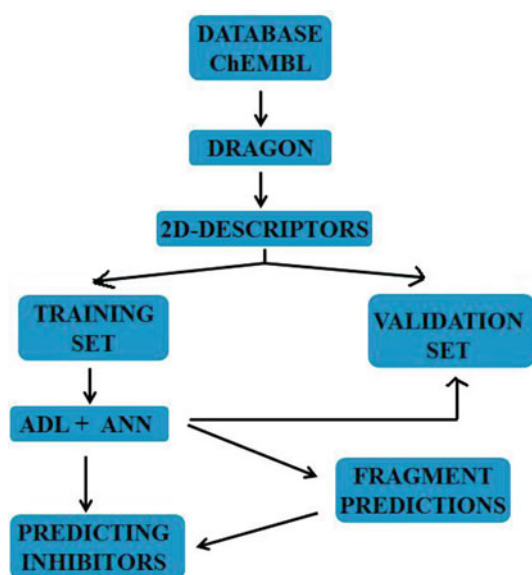 DATABASE
ChEMBL
DRAGON
2D-DESCRIPTORS
TRAINING
SET
VALIDATION
SET
ADL + ANN
FRAGMENT
PREDICTIONS
PREDICTING
INHIBITORS